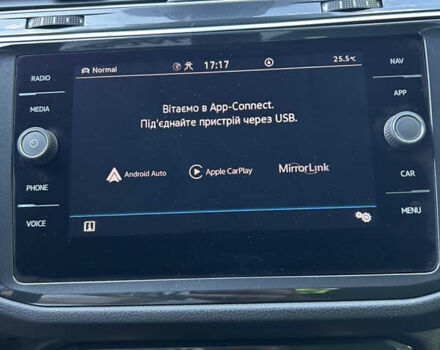 RADIO
MEDIA
PHONE
VOICE
Normal
17:17
25.5°C
Вітаємо в App-Connect.
Під'єднайте пристрій через USB.
Android Auto
Apple CarPlay
MirrorLink
NAV
APP
CAR
MENU